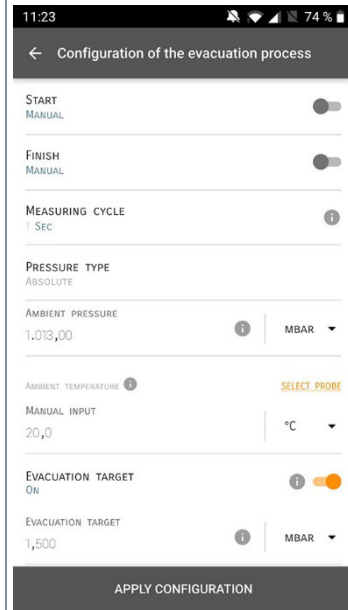 11:23 74 %
Configuration of the evacuation process
START
MANUAL
FINISH
MANUAL
MEASURING CYCLE
1 SEC
PRESSURE TYPE
ABSOLUTE
AMBIENT PRESSURE
1.013,00 MBAR
AMBIENT TEMPERATURE SELECT PROBE
MANUAL INPUT
20,0 °C
EVACUATION TARGET
ON
EVACUATION TARGET
1,500 MBAR
APPLY CONFIGURATION